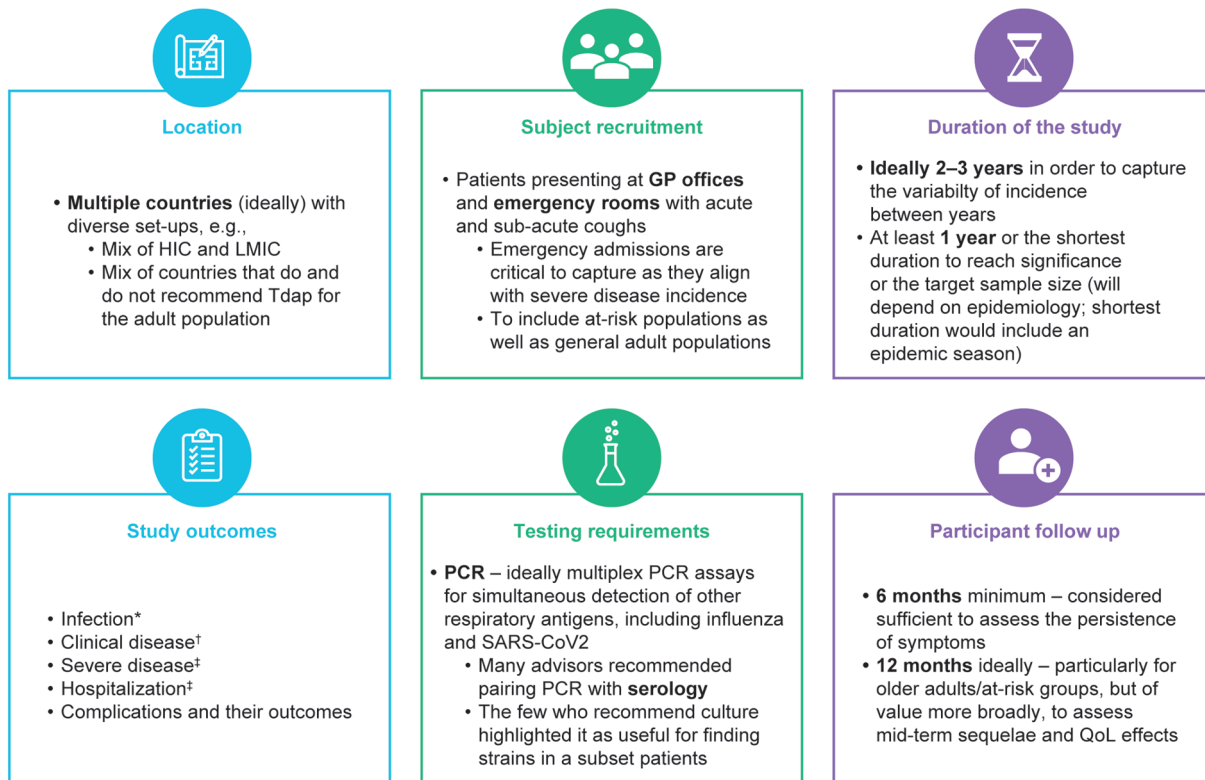 Location
• Multiple countries (ideally) with
diverse set-ups, e.g.,
• Mix of HIC and LMIC
• Mix of countries that do and
do not recommend Tdap for
the adult population
Subject recruitment
• Patients presenting at GP offices
and emergency rooms with acute
and sub-acute coughs
• Emergency admissions are
critical to capture as they align
with severe disease incidence
• To include at-risk populations as
well as general adult populations
Duration of the study
• Ideally 2–3 years in order to capture
the variabilty of incidence
between years
• At least 1 year or the shortest
duration to reach significance
or the target sample size (will
depend on epidemiology; shortest
duration would include an
epidemic season)
Study outcomes
• Infection*
• Clinical disease†
• Severe disease‡
• Hospitalization‡
• Complications and their outcomes
Testing requirements
• PCR – ideally multiplex PCR assays
for simultaneous detection of other
respiratory antigens, including influenza
and SARS-CoV2
• Many advisors recommended
pairing PCR with serology
• The few who recommend culture
highlighted it as useful for finding
strains in a subset patients
Participant follow up
• 6 months minimum – considered
sufficient to assess the persistence
of symptoms
• 12 months ideally – particularly for
older adults/at-risk groups, but of
value more broadly, to assess
mid-term sequelae and QoL effects